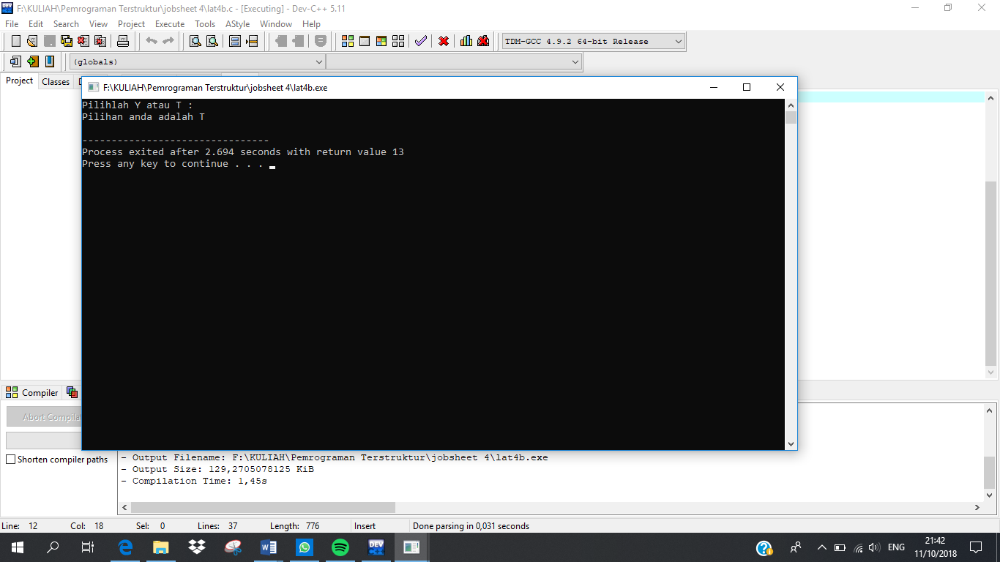 F:\KULIAH\Pemrograman Terstruktur\jobsheet 4\lat4b.c - [Executing] - Dev-C++ 5.11
File Edit Search View Project Execute Tools AStyle Window Help
TDM-GCC 4.9.2 64-bit Release
(globals)
Project Classes
F:\KULIAH\Pemrograman Terstruktur\jobsheet 4\lat4b.exe
Pilihlah Y atau T :
Pilihan anda adalah T
--------------------------------
Process exited after 2.694 seconds with return value 13
Press any key to continue . . .
Compiler
Abort Compilat
Shorten compiler paths
- Output Filename: F:\KULIAH\Pemrograman Terstruktur\jobsheet 4\lat4b.exe
- Output Size: 129,2705078125 KiB
- Compilation Time: 1,45s
Line: 12 Col: 18 Sel: 0 Lines: 37 Length: 776 Insert Done parsing in 0,031 seconds
DEV
ENG
21:42
11/10/2018